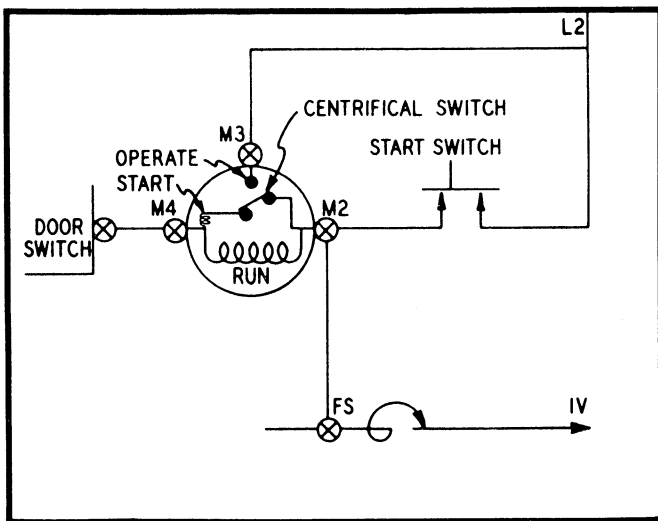 L2
CENTRIFICAL SWITCH
M3
START SWITCH
OPERATE
START
M4
M2
DOOR
SWITCH
RUN
FS
IV